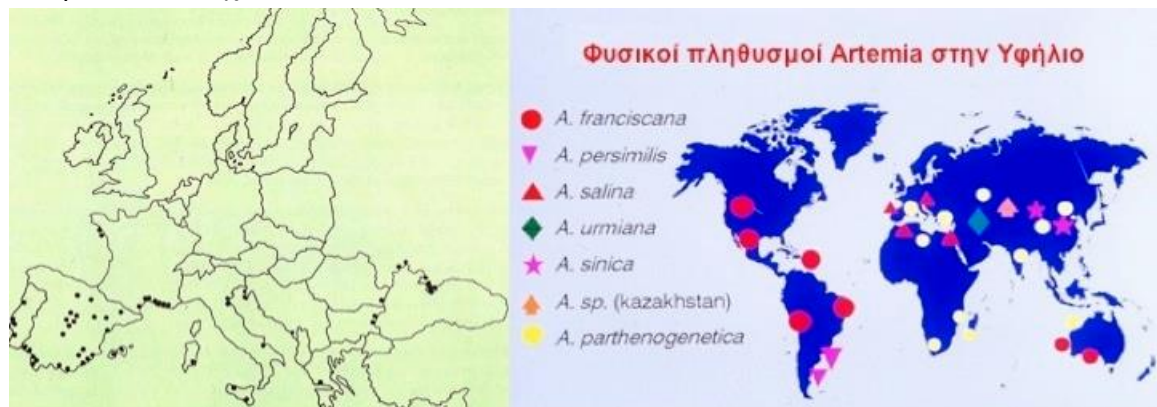 Φυσικοί πληθυσμοί Artemia στην Υφήλιο
A. franciscana
A. persimilis
A. salina
A. urmiana
A. sinica
A. sp. (kazakhstan)
A. parthenogenetica